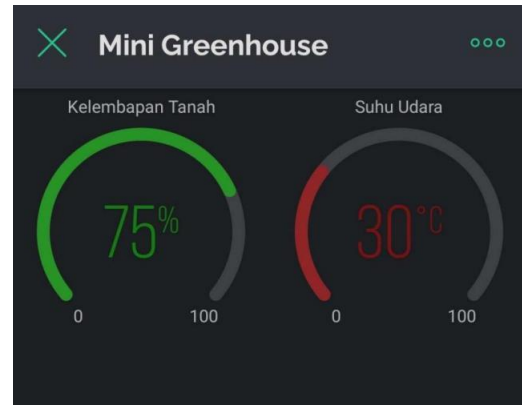 Mini Greenhouse
Kelembapan Tanah
75%
0 100
Suhu Udara
30°C
0 100